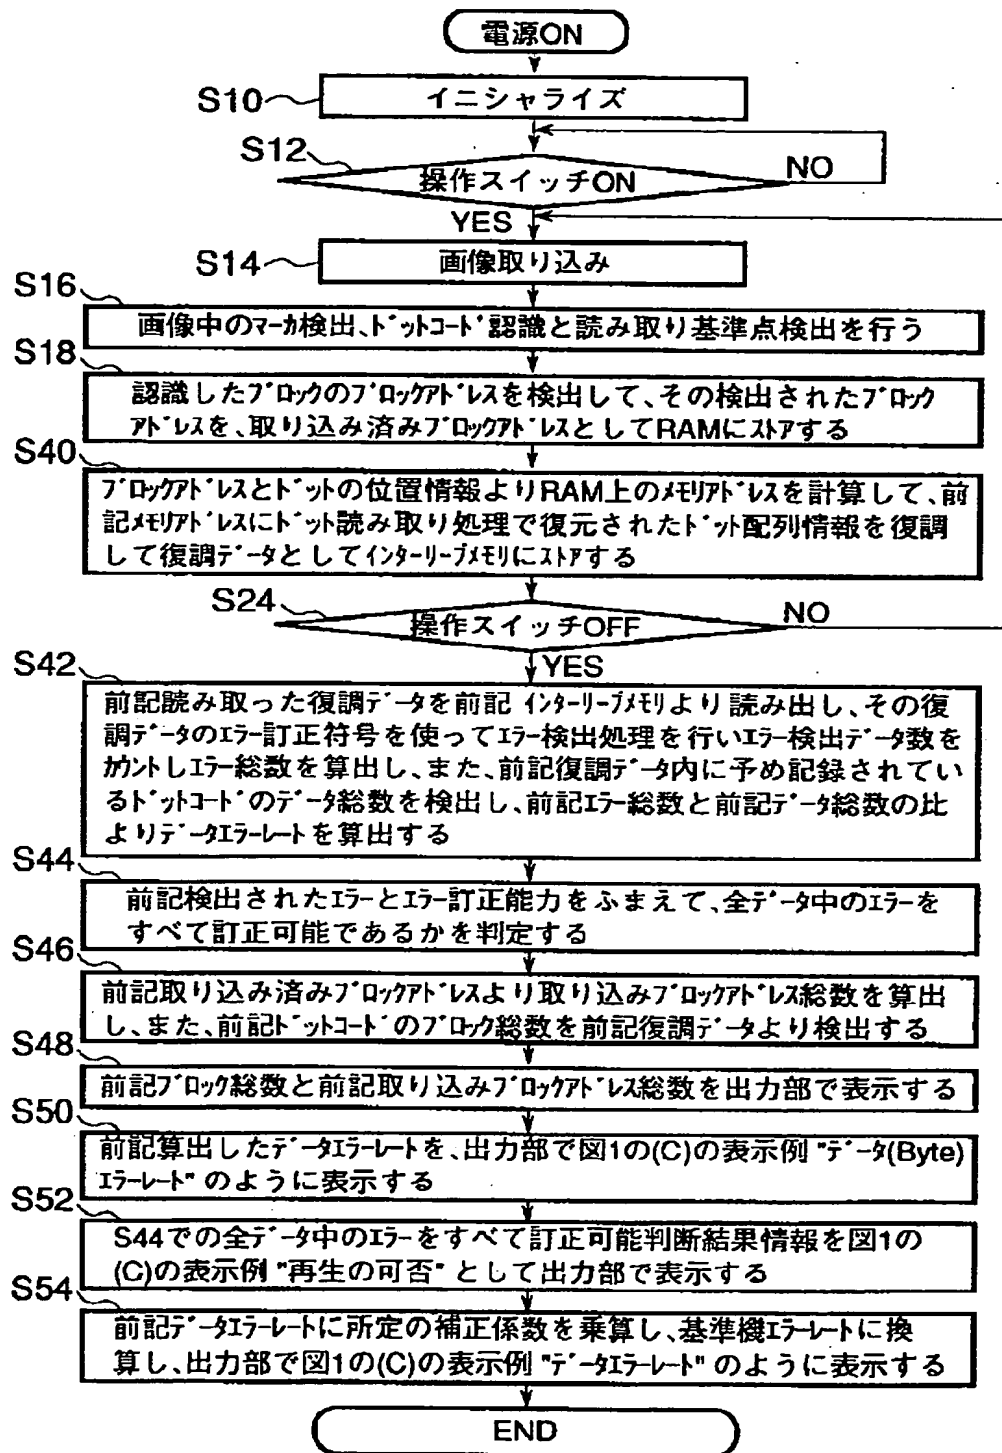 電源ON
S10
イニシャライズ
S12
操作スイッチON
NO
YES
S14
画像取り込み
S16
画像中のﾏｰｶ検出、ﾄﾞｯﾄｺｰﾄﾞ認識と読み取り基準点検出を行う
S18
認識したﾌﾞﾛｯｸのﾌﾞﾛｯｸｱﾄﾞﾚｽを検出して、その検出されたﾌﾞﾛｯｸ
ｱﾄﾞﾚｽを、取り込み済みﾌﾞﾛｯｸｱﾄﾞﾚｽとしてRAMにｽﾄｱする
S40
ﾌﾞﾛｯｸｱﾄﾞﾚｽとﾄﾞｯﾄの位置情報よりRAM上のﾒﾓﾘｱﾄﾞﾚｽを計算して、前
記ﾒﾓﾘｱﾄﾞﾚｽにﾄﾞｯﾄ読み取り処理で復元されたﾄﾞｯﾄ配列情報を復調
して復調ﾃﾞｰﾀとしてｲﾝﾀｰﾘｰﾌﾞﾒﾓﾘにｽﾄｱする
S24
操作スイッチOFF
NO
YES
S42
前記読み取った復調ﾃﾞｰﾀを前記ｲﾝﾀｰﾘｰﾌﾞﾒﾓﾘより読み出し、その復
調ﾃﾞｰﾀのｴﾗｰ訂正符号を使ってｴﾗｰ検出処理を行いｴﾗｰ検出ﾃﾞｰﾀ数を
ｶｳﾝﾄしｴﾗｰ総数を算出し、また、前記復調ﾃﾞｰﾀ内に予め記録されてい
るﾄﾞｯﾄｺｰﾄﾞのﾃﾞｰﾀ総数を検出し、前記ｴﾗｰ総数と前記ﾃﾞｰﾀ総数の比
よりﾃﾞｰﾀｴﾗｰﾚｰﾄを算出する
S44
前記検出されたｴﾗｰとｴﾗｰ訂正能力をふまえて、全ﾃﾞｰﾀ中のｴﾗｰを
すべて訂正可能であるかを判定する
S46
前記取り込み済みﾌﾞﾛｯｸｱﾄﾞﾚｽより取り込みﾌﾞﾛｯｸｱﾄﾞﾚｽ総数を算出
し、また、前記ﾄﾞｯﾄｺｰﾄﾞのﾌﾞﾛｯｸ総数を前記復調ﾃﾞｰﾀより検出する
S48
前記ﾌﾞﾛｯｸ総数と前記取り込みﾌﾞﾛｯｸｱﾄﾞﾚｽ総数を出力部で表示する
S50
前記算出したﾃﾞｰﾀｴﾗｰﾚｰﾄを、出力部で図1の(C)の表示例"ﾃﾞｰﾀ(Byte)
ｴﾗｰﾚｰﾄ"のように表示する
S52
S44での全ﾃﾞｰﾀ中のｴﾗｰをすべて訂正可能判断結果情報を図1の
(C)の表示例"再生の可否"として出力部で表示する
S54
前記ﾃﾞｰﾀｴﾗｰﾚｰﾄに所定の補正係数を乗算し、基準機ｴﾗｰﾚｰﾄに換
算し、出力部で図1の(C)の表示例"ﾃﾞｰﾀｴﾗｰﾚｰﾄ"のように表示する
END